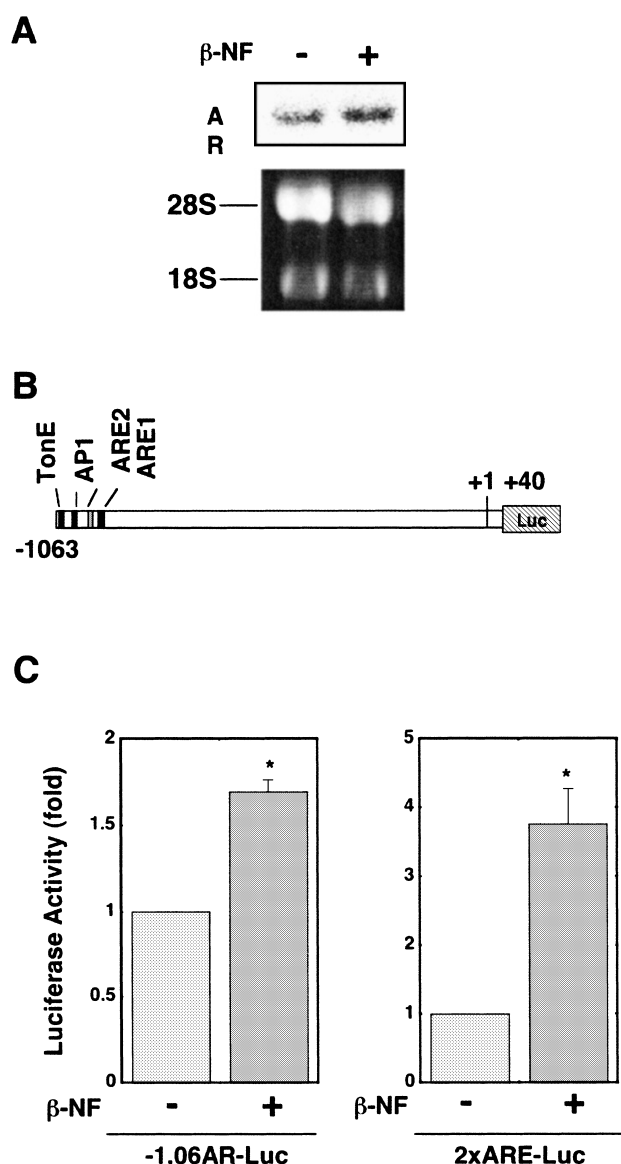 A
β-NF - +
A
R
28S
18S
B
TonE
AP1
ARE2
ARE1
+1 +40
Luc
-1063
C
Luciferase Activity (fold)
2
1.5
1
0.5
0
*
β-NF - +
-1.06AR-Luc
5
4
3
2
1
0
*
β-NF - +
2xARE-Luc